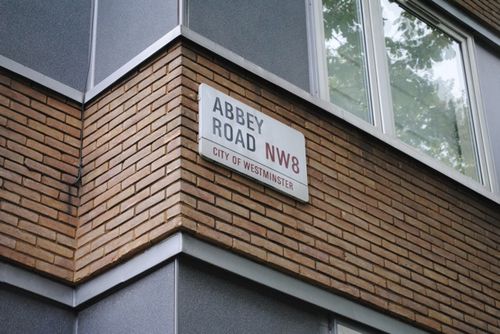 ABBEY
ROAD NW8
CITY OF WESTMINSTER